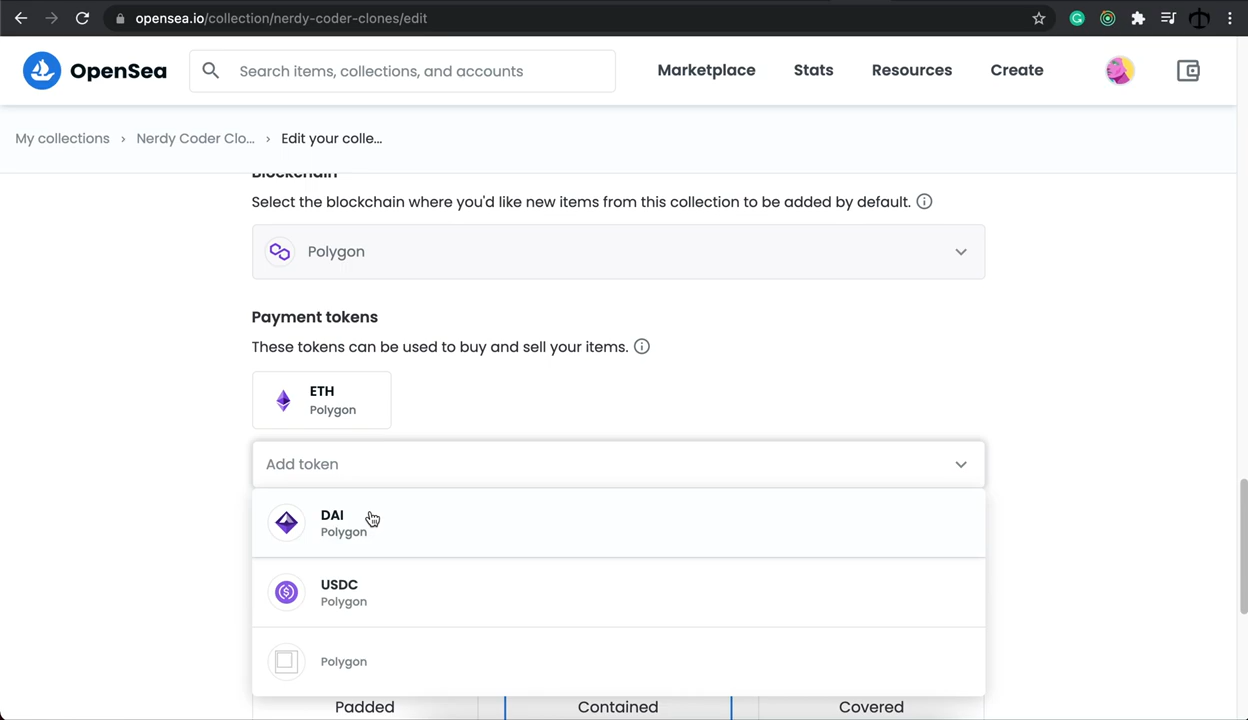 opensea.io/collection/nerdy-coder-clones/edit
OpenSea
Search items, collections, and accounts
Marketplace
Stats
Resources
Create
My collections › Nerdy Coder Clo... › Edit your colle...
Blockchain
Select the blockchain where you'd like new items from this collection to be added by default.
Polygon
Payment tokens
These tokens can be used to buy and sell your items.
ETH
Polygon
Add token
DAI
Polygon
USDC
Polygon
Polygon
Padded
Contained
Covered